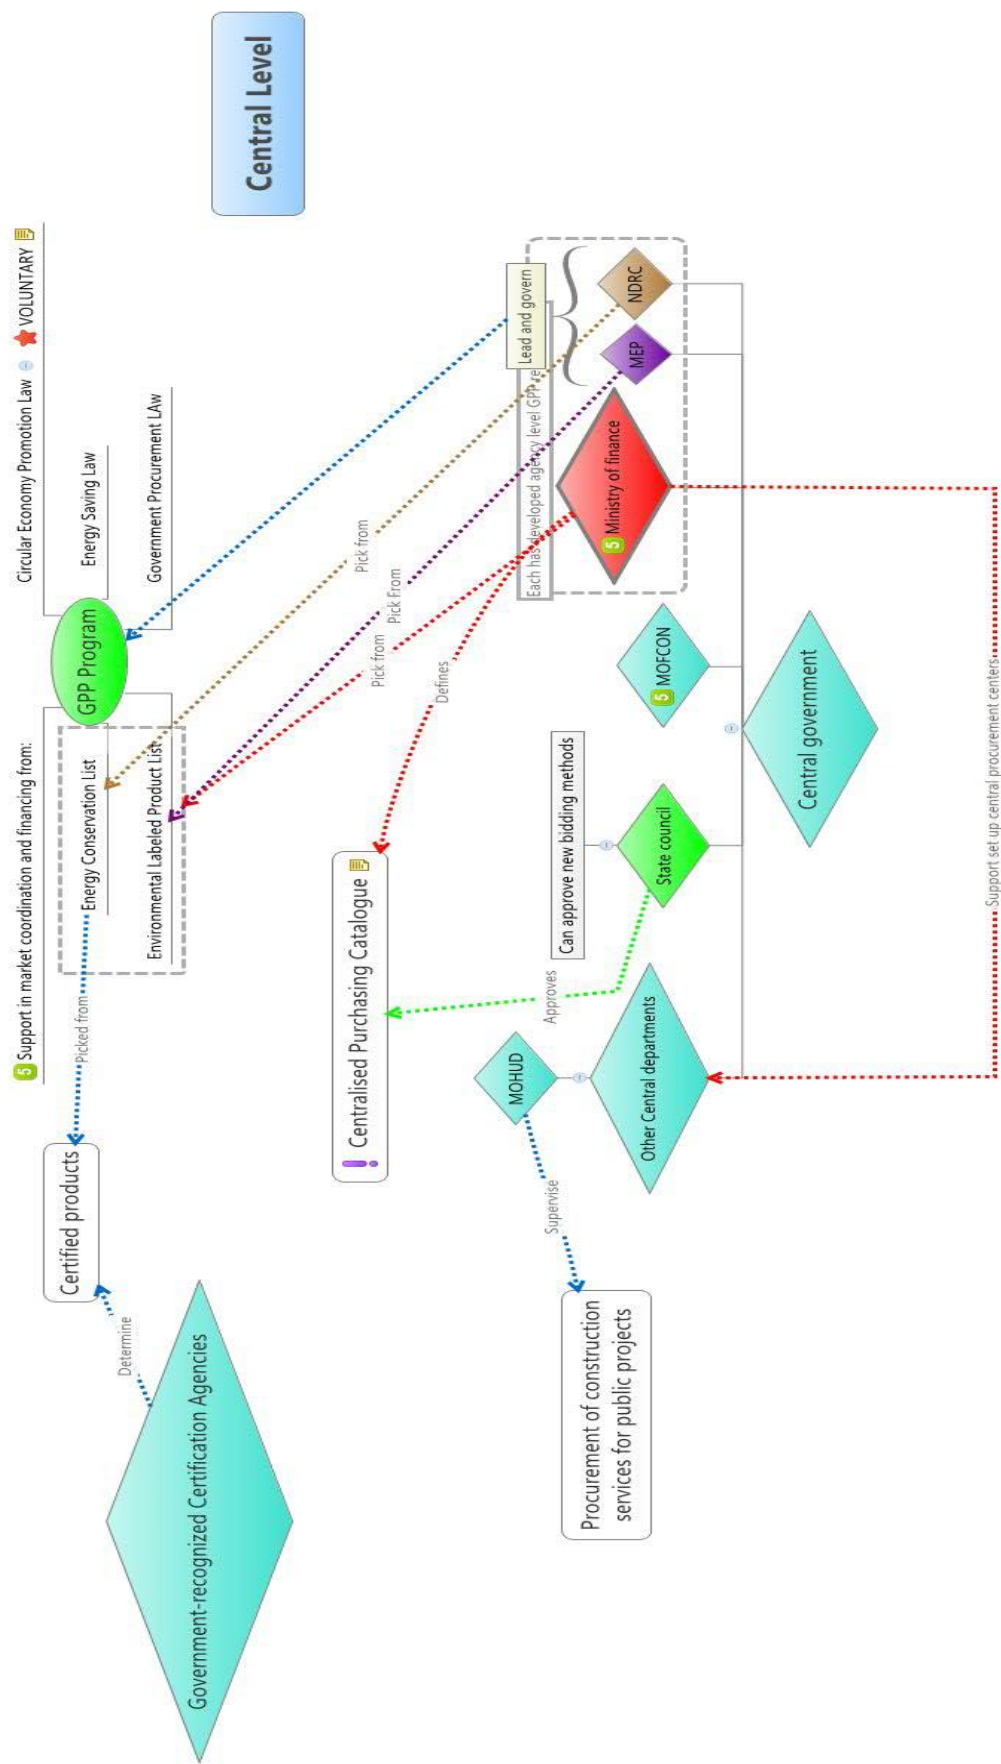 Central Level
Circular Economy Promotion Law
VOLUNTARY
Energy Saving Law
Government Procurement LAw
GPP Program
5 Support in market coordination and financing from:
Energy Conservation List
Environmental Labeled Product List
Picked from
Certified products
Determine
Government-recognized Certification Agencies
Lead and govern
Each has developed agency level GPP re
NDRC
MEP
5 Ministry of finance
Pick from
Pick From
Pick from
Defines
Centralised Purchasing Catalogue
Can approve new bidding methods
5 MOFCON
State council
Approves
Central government
MOHUD
Other Central departments
Supervise
Procurement of construction
services for public projects
Support set up central procurement centers